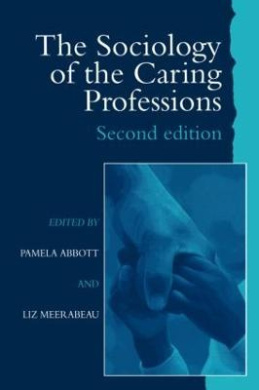 The Sociology
of the Caring
Professions
Second edition
EDITED BY
PAMELA ABBOTT
AND
LIZ MEERABEAU